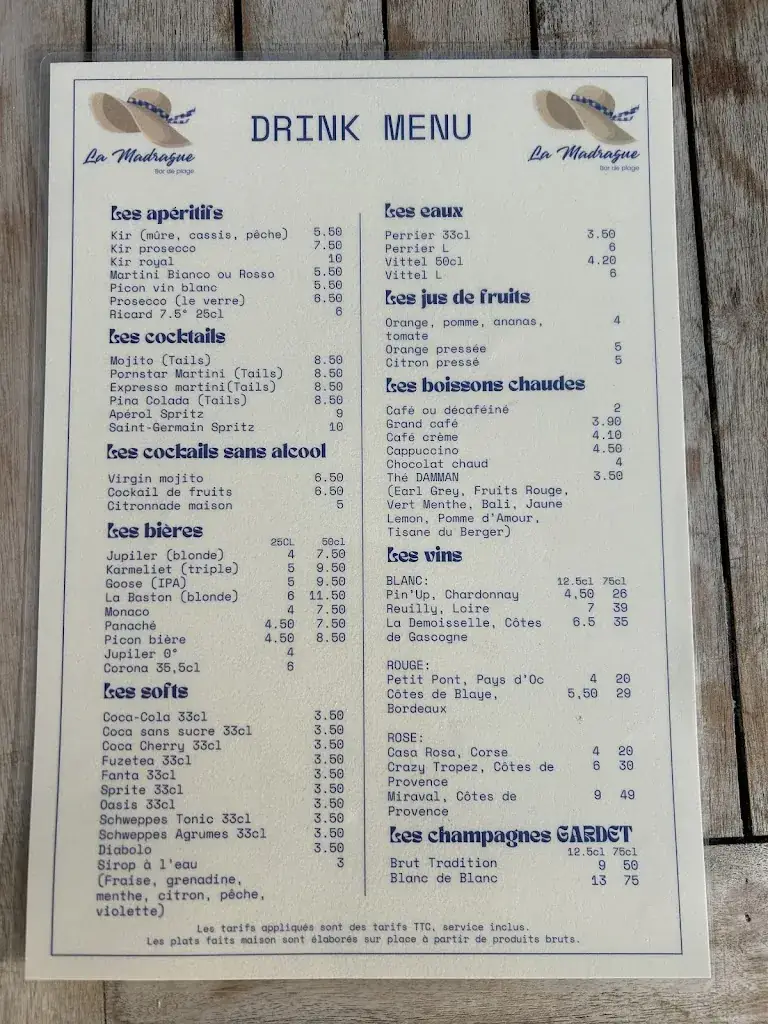 La Madrague
Bar de plage
DRINK MENU
La Madrague
Bar de plage
Les apéritifs
Kir (mûre, cassis, pêche) 5.50
Kir prosecco 7.50
Kir royal 10
Martini Bianco ou Rosso 5.50
Picon vin blanc 5.50
Prosecco (le verre) 6.50
Ricard 7.5° 25cl 6
Les cocktails
Mojito (Tails) 8.50
Pornstar Martini (Tails) 8.50
Expresso martini(Tails) 8.50
Pina Colada (Tails) 8.50
Apérol Spritz 9
Saint-Germain Spritz 10
Les cockails sans alcool
Virgin mojito 6.50
Cockail de fruits 6.50
Citronnade maison 5
Les bières
25CL 50cl
Jupiler (blonde) 4 7.50
Karmeliet (triple) 5 9.50
Goose (IPA) 5 9.50
La Baston (blonde) 6 11.50
Monaco 4 7.50
Panaché 4.50 7.50
Picon bière 4.50 8.50
Jupiler 0° 4
Corona 35,5cl 6
Les softs
Coca-Cola 33cl 3.50
Coca sans sucre 33cl 3.50
Coca Cherry 33cl 3.50
Fuzetea 33cl 3.50
Fanta 33cl 3.50
Sprite 33cl 3.50
Oasis 33cl 3.50
Schweppes Tonic 33cl 3.50
Schweppes Agrumes 33cl 3.50
Diabolo 3.50
Sirop à l'eau 3
(Fraise, grenadine,
menthe, citron, pêche,
violette)
Les eaux
Perrier 33cl 3.50
Perrier L 6
Vittel 50cl 4.20
Vittel L 6
Les jus de fruits
Orange, pomme, ananas, 4
tomate
Orange pressée 5
Citron pressé 5
Les boissons chaudes
Café ou décaféiné 2
Grand café 3.90
Café crème 4.10
Cappuccino 4.50
Chocolat chaud 4
Thé DAMMAN 3.50
(Earl Grey, Fruits Rouge,
Vert Menthe, Bali, Jaune
Lemon, Pomme d'Amour,
Tisane du Berger)
Les vins
BLANC: 12.5cl 75cl
Pin'Up, Chardonnay 4,50 26
Reuilly, Loire 7 39
La Demoisselle, Côtes 6.5 35
de Gascogne
ROUGE:
Petit Pont, Pays d'Oc 4 20
Côtes de Blaye, 5,50 29
Bordeaux
ROSE:
Casa Rosa, Corse 4 20
Crazy Tropez, Côtes de 6 30
Provence
Miraval, Côtes de 9 49
Provence
Les champagnes GARDET
12.5cl 75cl
Brut Tradition 9 50
Blanc de Blanc 13 75
Les tarifs appliqués sont des tarifs TTC, service inclus.
Les plats faits maison sont élaborés sur place à partir de produits bruts.